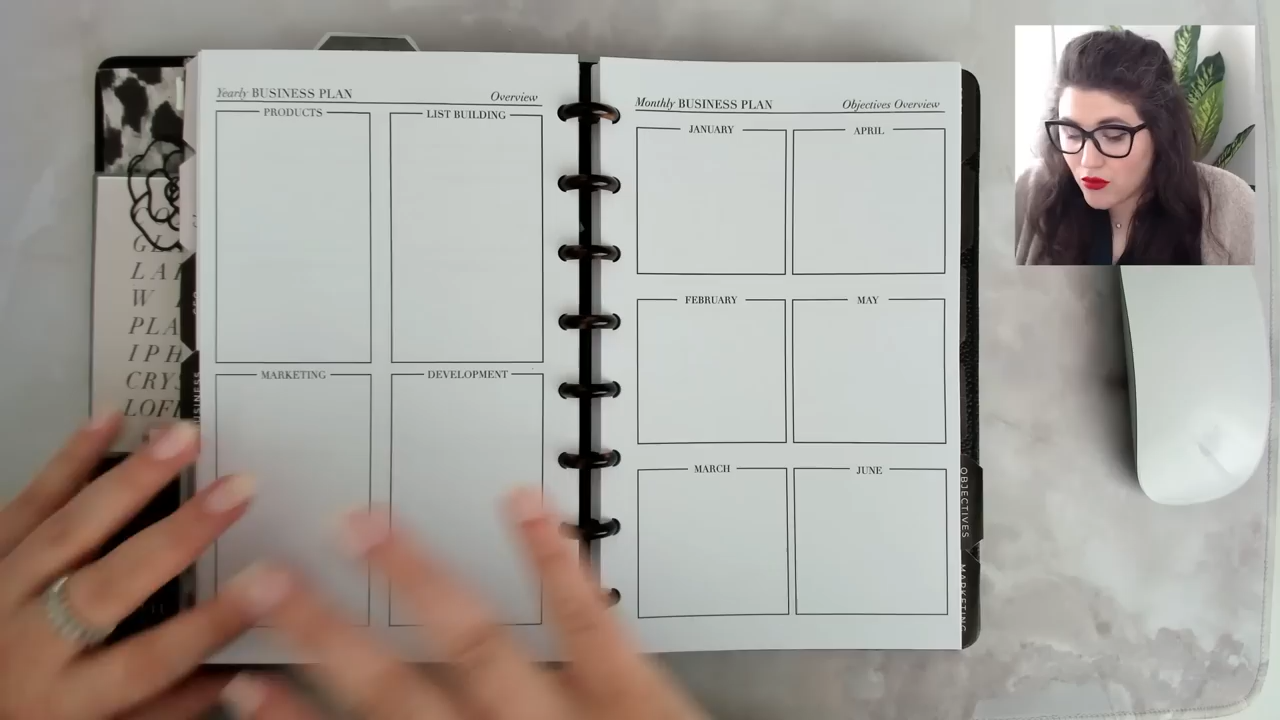 Yearly BUSINESS PLAN
Overview
PRODUCTS
LIST BUILDING
MARKETING
DEVELOPMENT
Monthly BUSINESS PLAN
Objectives Overview
JANUARY
APRIL
FEBRUARY
MAY
MARCH
JUNE
OBJECTIVES
MARKETING